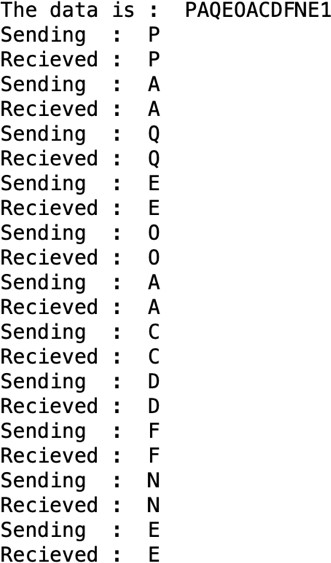 The data is :  PAQEOACDFNE1
Sending  :  P
Recieved :  P
Sending  :  A
Recieved :  A
Sending  :  Q
Recieved :  Q
Sending  :  E
Recieved :  E
Sending  :  O
Recieved :  O
Sending  :  A
Recieved :  A
Sending  :  C
Recieved :  C
Sending  :  D
Recieved :  D
Sending  :  F
Recieved :  F
Sending  :  N
Recieved :  N
Sending  :  E
Recieved :  E